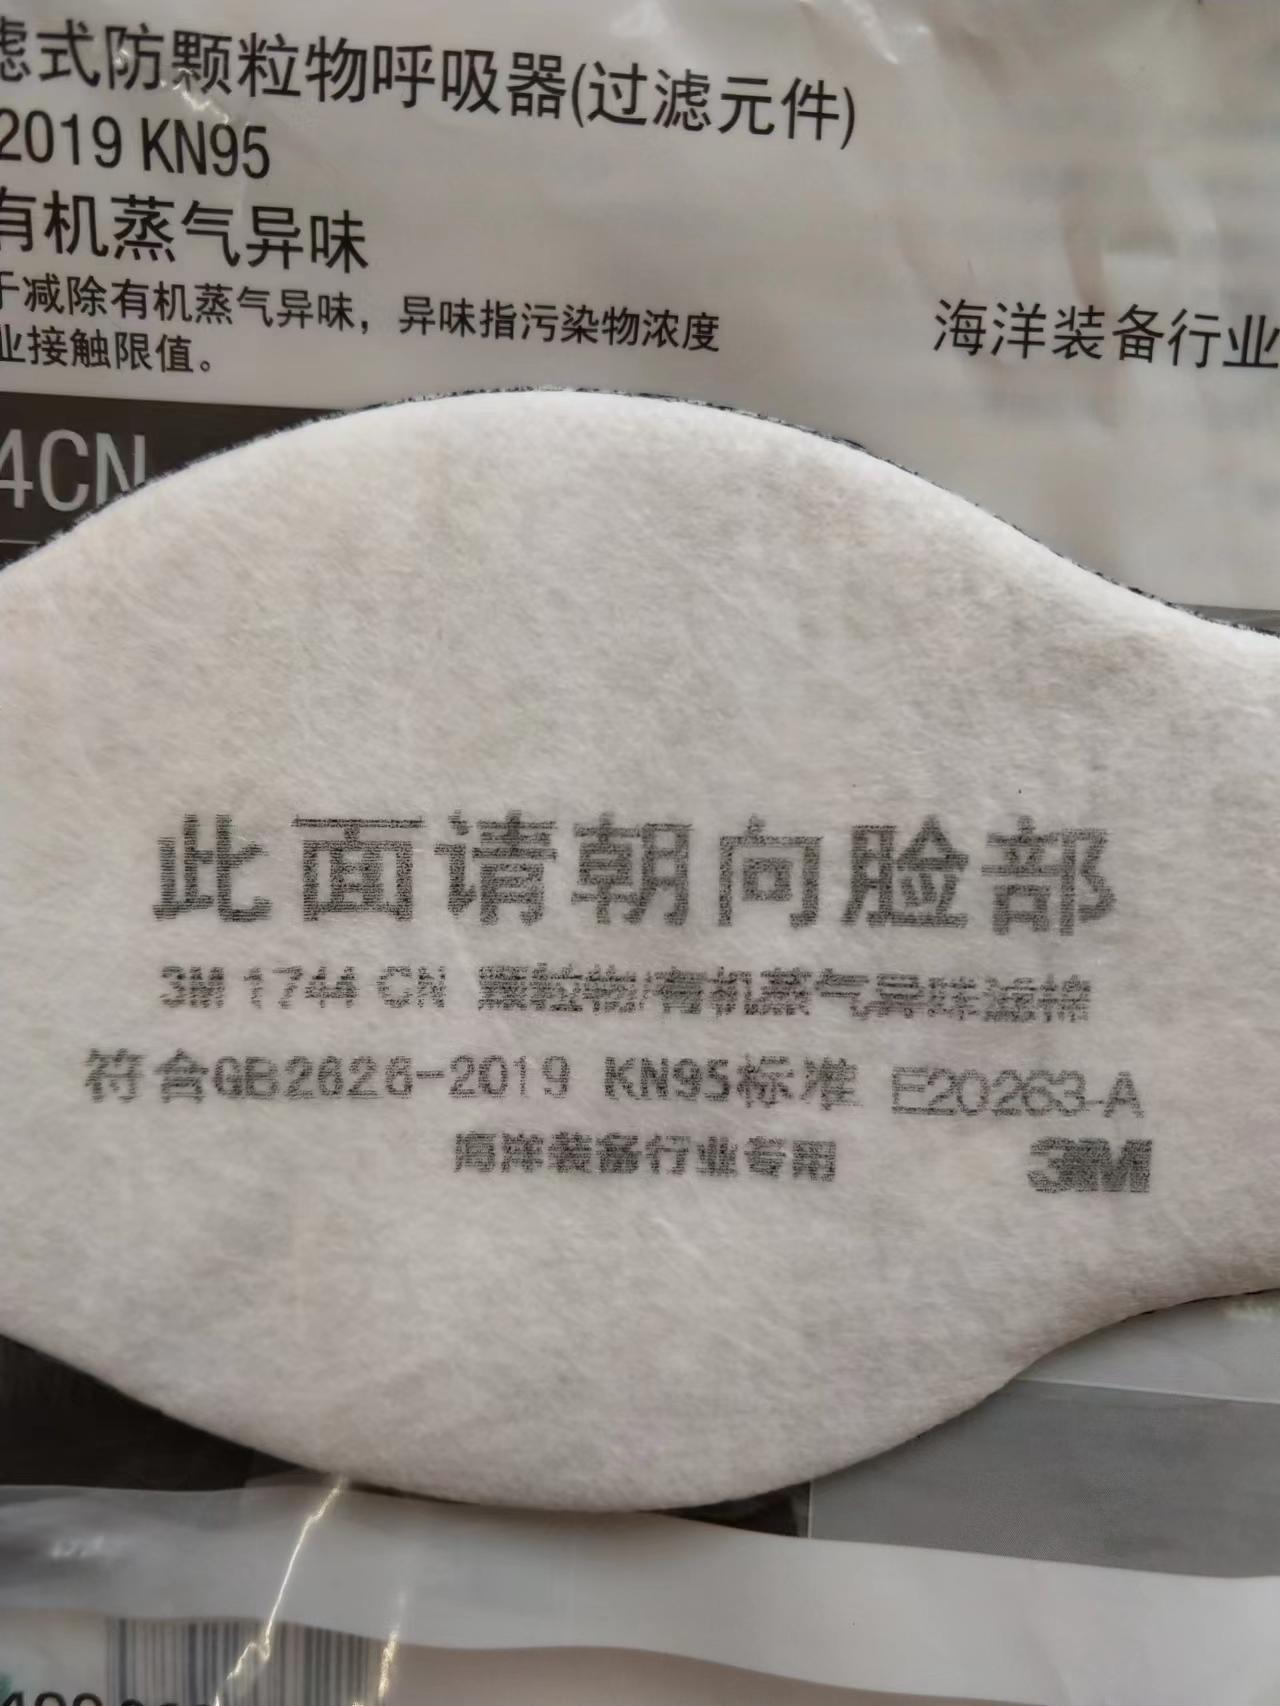 滤式防颗粒物呼吸器(过滤元件)
2019 KN95
有机蒸气异味
于减除有机蒸气异味，异味指污染物浓度
业接触限值。
海洋装备行业
4CN
此面请朝向脸部
3M 1744 CN 颗粒物/有机蒸气异味滤棉
符合GB2626-2019 KN95标准 E20263-A
海洋装备行业专用
3M